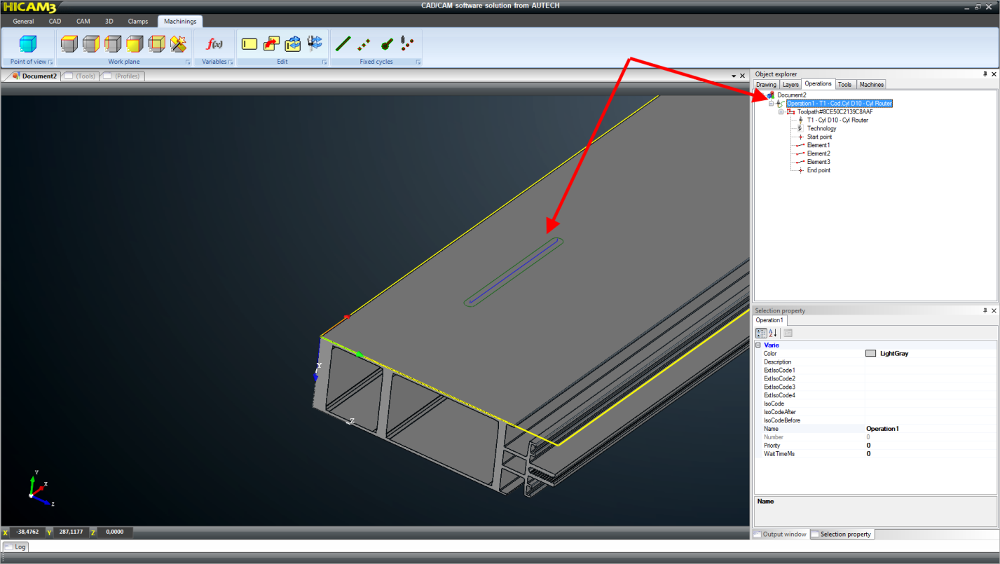 HICAM3
CAD/CAM software solution from AUTECH
General CAD CAM 3D Clamps Machinings
f(x)
Point of view Work plane Variables Edit Fixed cycles
Document2 (Tools) (Profiles)
Object explorer
Drawing Layers Operations Tools Machines
Document2
Operation1 - T1 - Cod:Cyl D10 - Cyl Router
Toolpath#8CE50C2139C8AAF
T1 - Cyl D10 - Cyl Router
Technology
Start point
Element1
Element2
Element3
End point
Selection property
Operation1
Varie
Color LightGray
Description
ExtIsoCode1
ExtIsoCode2
ExtIsoCode3
ExtIsoCode4
IsoCode
IsoCodeAfter
IsoCodeBefore
Name Operation1
Number 0
Priority 0
WaitTimeMs 0
Name
Output window Selection property
Y
Z
Y
X
Z
X -38,4762 Y 287,1177 Z 0,0000
Log